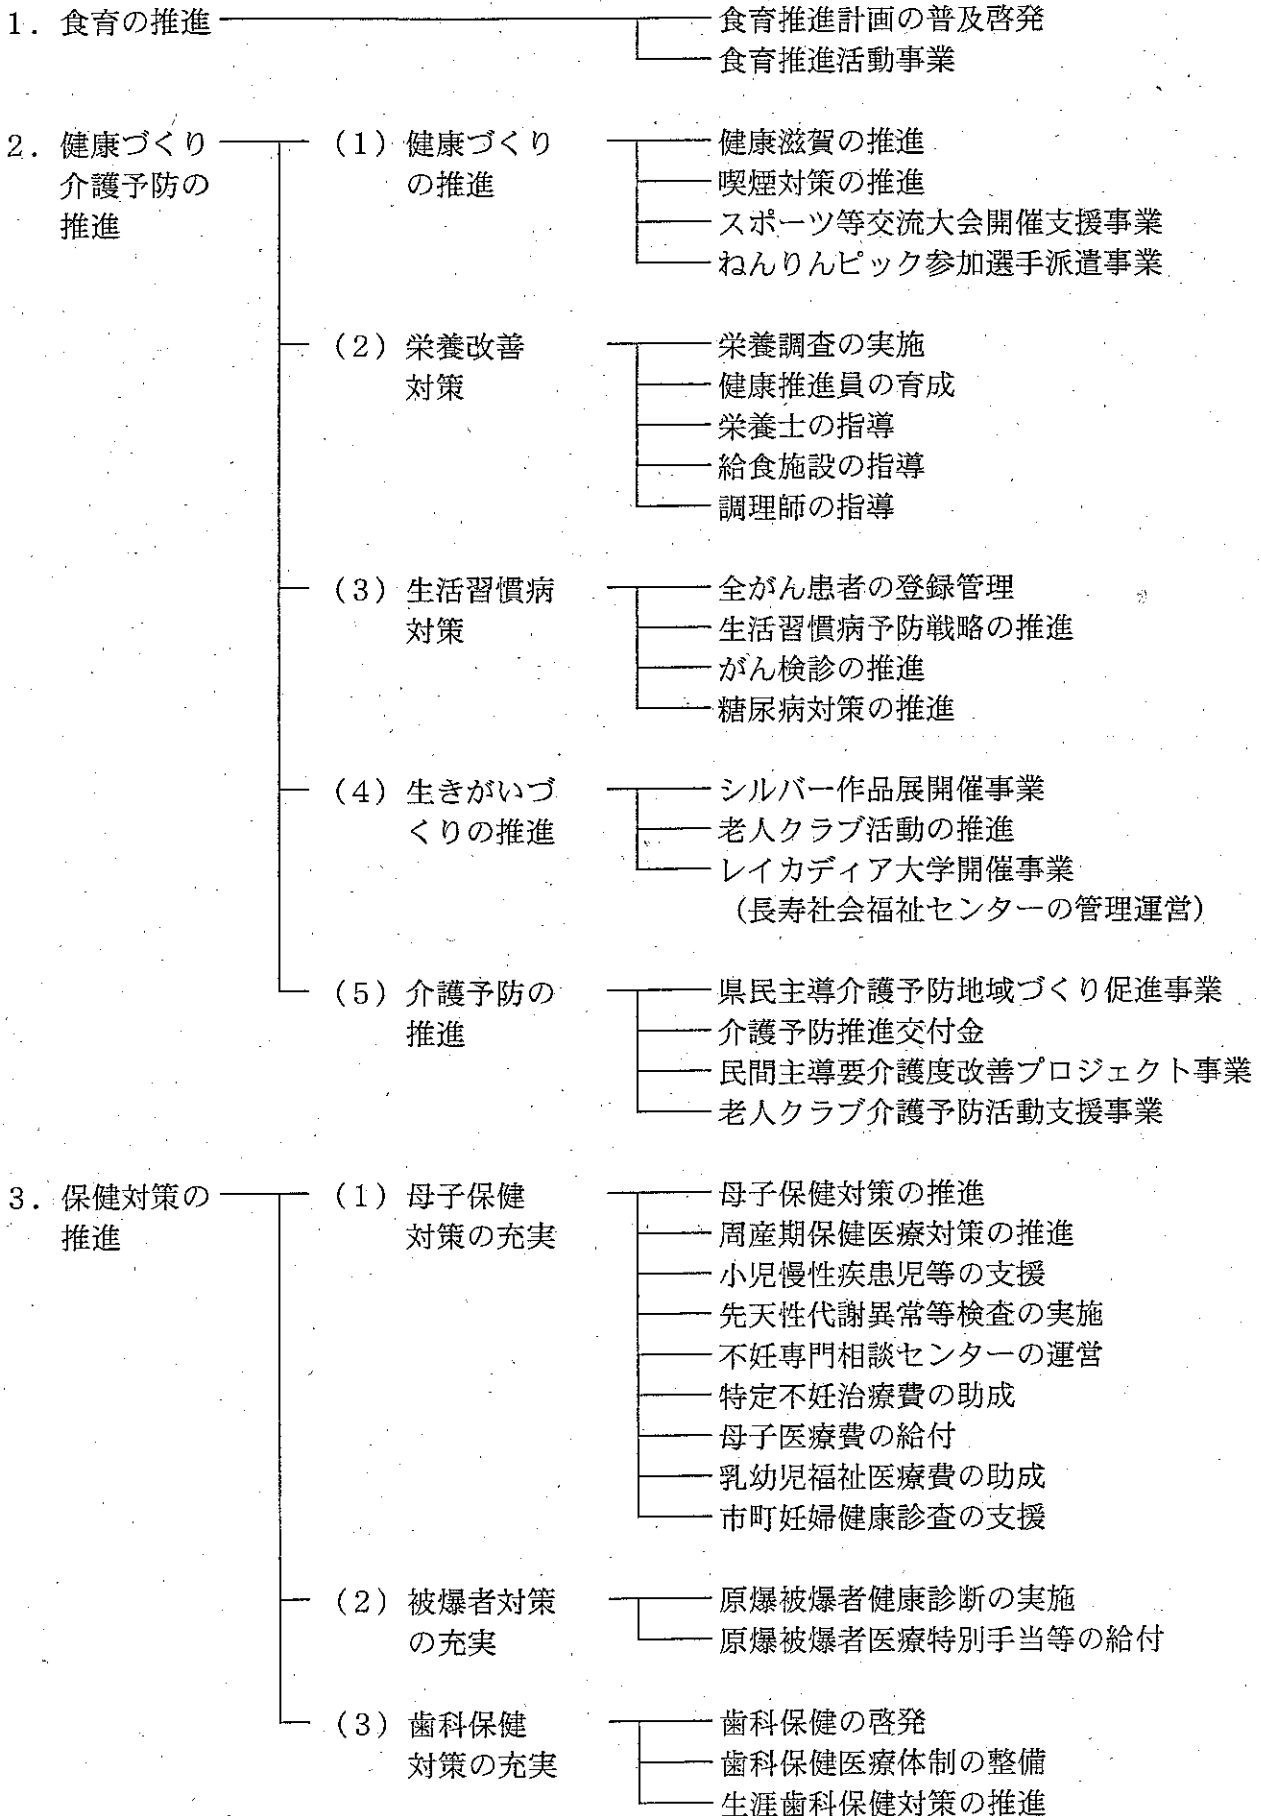 1. 食育の推進 食育推進計画の普及啓発
食育推進活動事業
2. 健康づくり (1) 健康づくり 健康滋賀の推進
介護予防の の推進 喫煙対策の推進
推進 スポーツ等交流大会開催支援事業
ねんりんピック参加選手派遣事業
(2) 栄養改善 栄養調査の実施
対策 健康推進員の育成
栄養士の指導
給食施設の指導
調理師の指導
(3) 生活習慣病 全がん患者の登録管理
対策 生活習慣病予防戦略の推進
がん検診の推進
糖尿病対策の推進
(4) 生きがいづ シルバー作品展開催事業
くりの推進 老人クラブ活動の推進
レイカディア大学開催事業
(長寿社会福祉センターの管理運営)
(5) 介護予防の 県民主導介護予防地域づくり促進事業
推進 介護予防推進交付金
民間主導要介護度改善プロジェクト事業
老人クラブ介護予防活動支援事業
3. 保健対策の (1) 母子保健 母子保健対策の推進
推進 対策の充実 周産期保健医療対策の推進
小児慢性疾患児等の支援
先天性代謝異常等検査の実施
不妊専門相談センターの運営
特定不妊治療費の助成
母子医療費の給付
乳幼児福祉医療費の助成
市町妊婦健康診査の支援
(2) 被爆者対策 原爆被爆者健康診断の実施
の充実 原爆被爆者医療特別手当等の給付
(3) 歯科保健 歯科保健の啓発
対策の充実 歯科保健医療体制の整備
生涯歯科保健対策の推進